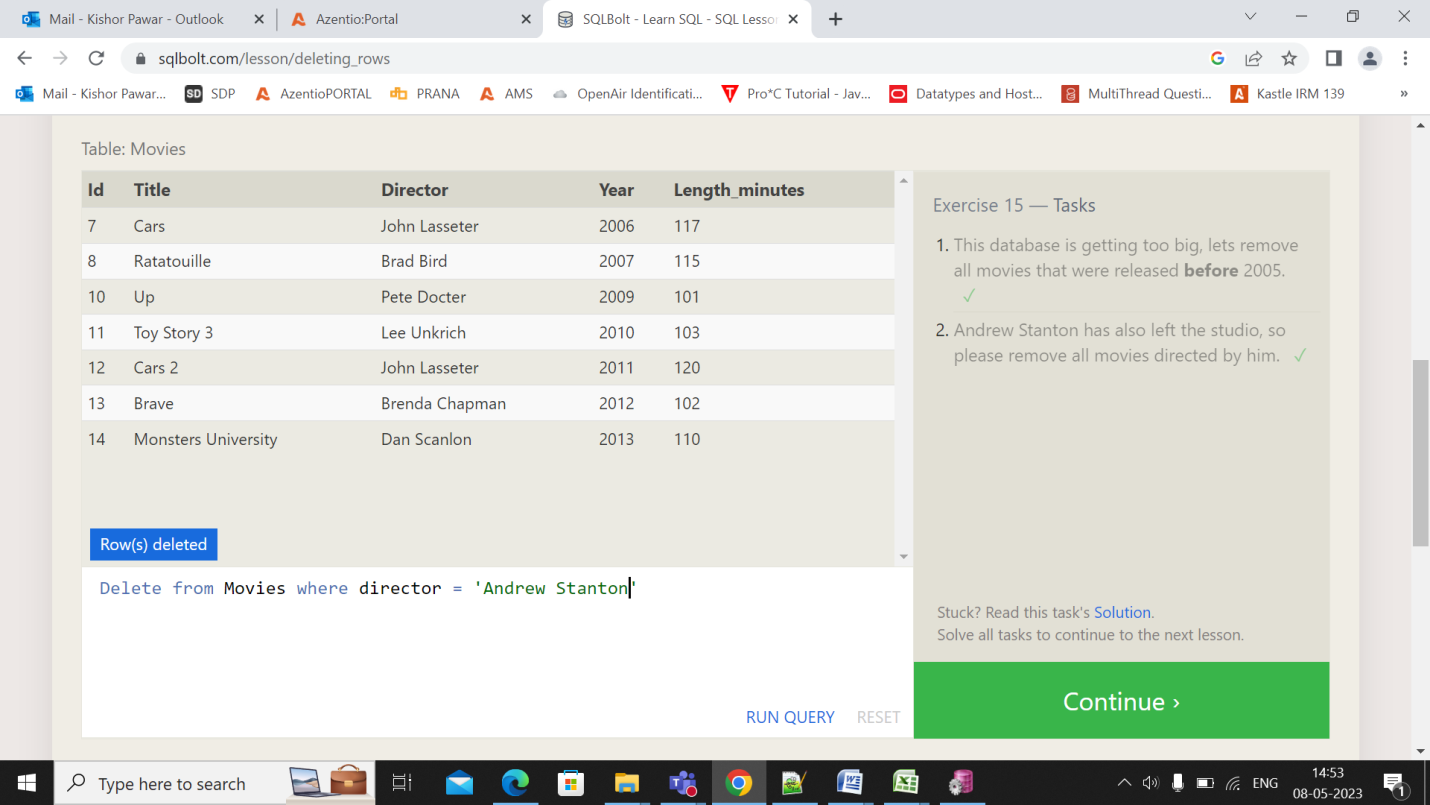 Mail - Kishor Pawar - Outlook
Azentio:Portal
SQLBolt - Learn SQL - SQL Lesson
sqlbolt.com/lesson/deleting_rows
Mail - Kishor Pawar... SD SDP AzentioPORTAL PRANA AMS OpenAir Identificati... Pro*C Tutorial - Jav... Datatypes and Host... MultiThread Questi... Kastle IRM 139 »
Table: Movies
Id Title Director Year Length_minutes
7 Cars John Lasseter 2006 117
8 Ratatouille Brad Bird 2007 115
10 Up Pete Docter 2009 101
11 Toy Story 3 Lee Unkrich 2010 103
12 Cars 2 John Lasseter 2011 120
13 Brave Brenda Chapman 2012 102
14 Monsters University Dan Scanlon 2013 110
Row(s) deleted
Delete from Movies where director = 'Andrew Stanton'
RUN QUERY RESET
Exercise 15 — Tasks
1. This database is getting too big, lets remove
all movies that were released before 2005.
✓
2. Andrew Stanton has also left the studio, so
please remove all movies directed by him. ✓
Stuck? Read this task's Solution.
Solve all tasks to continue to the next lesson.
Continue ›
Type here to search
ENG
14:53
08-05-2023
1